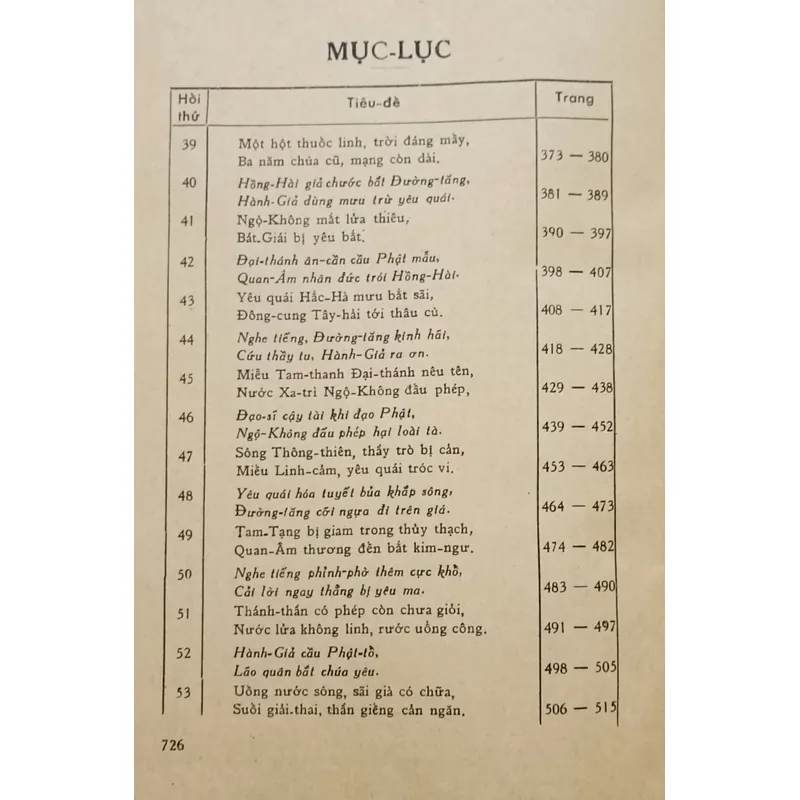 MỤC-LỤC
Hồi thứ Tiêu-đề Trang
39 Một hột thuốc linh, trời đáng mấy,
Ba năm chúa cũ, mạng còn dài. 373 — 380
40 Hồng-Hài giả chước bắt Đường-tăng,
Hành-Giả dùng mưu trừ yêu quái. 381 — 389
41 Ngộ-Không mắt lửa thiêu,
Bát-Giái bị yêu bắt. 390 — 397
42 Đại-thánh ân-cần cầu Phật mẫu,
Quan-Âm nhân đức trói Hồng-Hài. 398 — 407
43 Yêu quái Hắc-Hà mưu bắt sãi,
Đông-cung Tây-hải tới thâu cù. 408 — 417
44 Nghe tiếng, Đường-tăng kinh hãi,
Cứu thầy tu, Hành-Giả ra ơn. 418 — 428
45 Miễu Tam-thanh Đại-thánh nêu tên,
Nước Xa-trì Ngộ-Không đầu phép, 429 — 438
46 Đạo-sĩ cậy tài khi đạo Phật,
Ngộ-Không đấu phép hại loài tà. 439 — 452
47 Sông Thông-thiên, thầy trò bị cản,
Miễu Linh-cảm, yêu quái tróc vi. 453 — 463
48 Yêu quái hóa tuyết bủa khắp sông,
Đường-tăng cỡi ngựa đi trên giá. 464 — 473
49 Tam-Tạng bị giam trong thủy thạch,
Quan-Âm thương đến bắt kim-ngư. 474 — 482
50 Nghe tiếng phỉnh-phờ thêm cực khổ,
Cải lời ngay thẳng bị yêu ma. 483 — 490
51 Thánh-thần có phép còn chưa giỏi,
Nước lửa không linh, rước uổng công. 491 — 497
52 Hành-Giả cầu Phật-tổ,
Lão quân bắt chúa yêu. 498 — 505
53 Uống nước sông, sãi già có chửa,
Suối giải-thai, thần giếng cản ngăn. 506 — 515
726